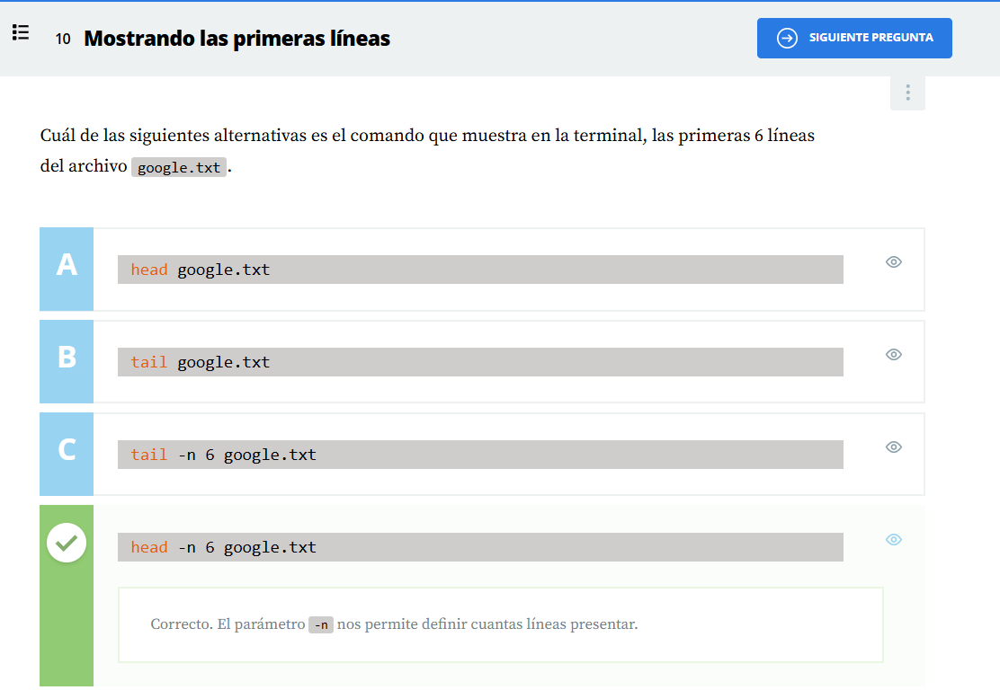 10 Mostrando las primeras líneas
SIGUIENTE PREGUNTA
Cuál de las siguientes alternativas es el comando que muestra en la terminal, las primeras 6 líneas
del archivo google.txt.
A
head google.txt
B
tail google.txt
C
tail -n 6 google.txt
head -n 6 google.txt
Correcto. El parámetro -n nos permite definir cuantas líneas presentar.